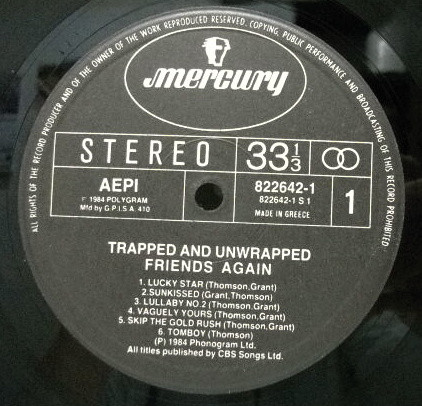 ALL RIGHTS OF THE RECORD PRODUCER AND OF THE OWNER OF THE WORK REPRODUCED RESERVED. COPYING, PUBLIC PERFORMANCE AND BROADCASTING OF THIS RECORD PROHIBITED
mercury
STEREO 33 1/3
AEPI
P 1984 POLYGRAM
Mfd by G.P.I.S.A. 410
822642-1
822642-1 S 1
MADE IN GREECE
1
TRAPPED AND UNWRAPPED
FRIENDS AGAIN
1. LUCKY STAR (Thomson,Grant)
2.SUNKISSED (Grant,Thomson)
3. LULLABY NO.2 (Thomson,Grant)
4. VAGUELY YOURS (Thomson,Grant)
5. SKIP THE GOLD RUSH (Thomson,Grant)
6. TOMBOY (Thomson)
(P) 1984 Phonogram Ltd.
All titles published by CBS Songs Ltd.